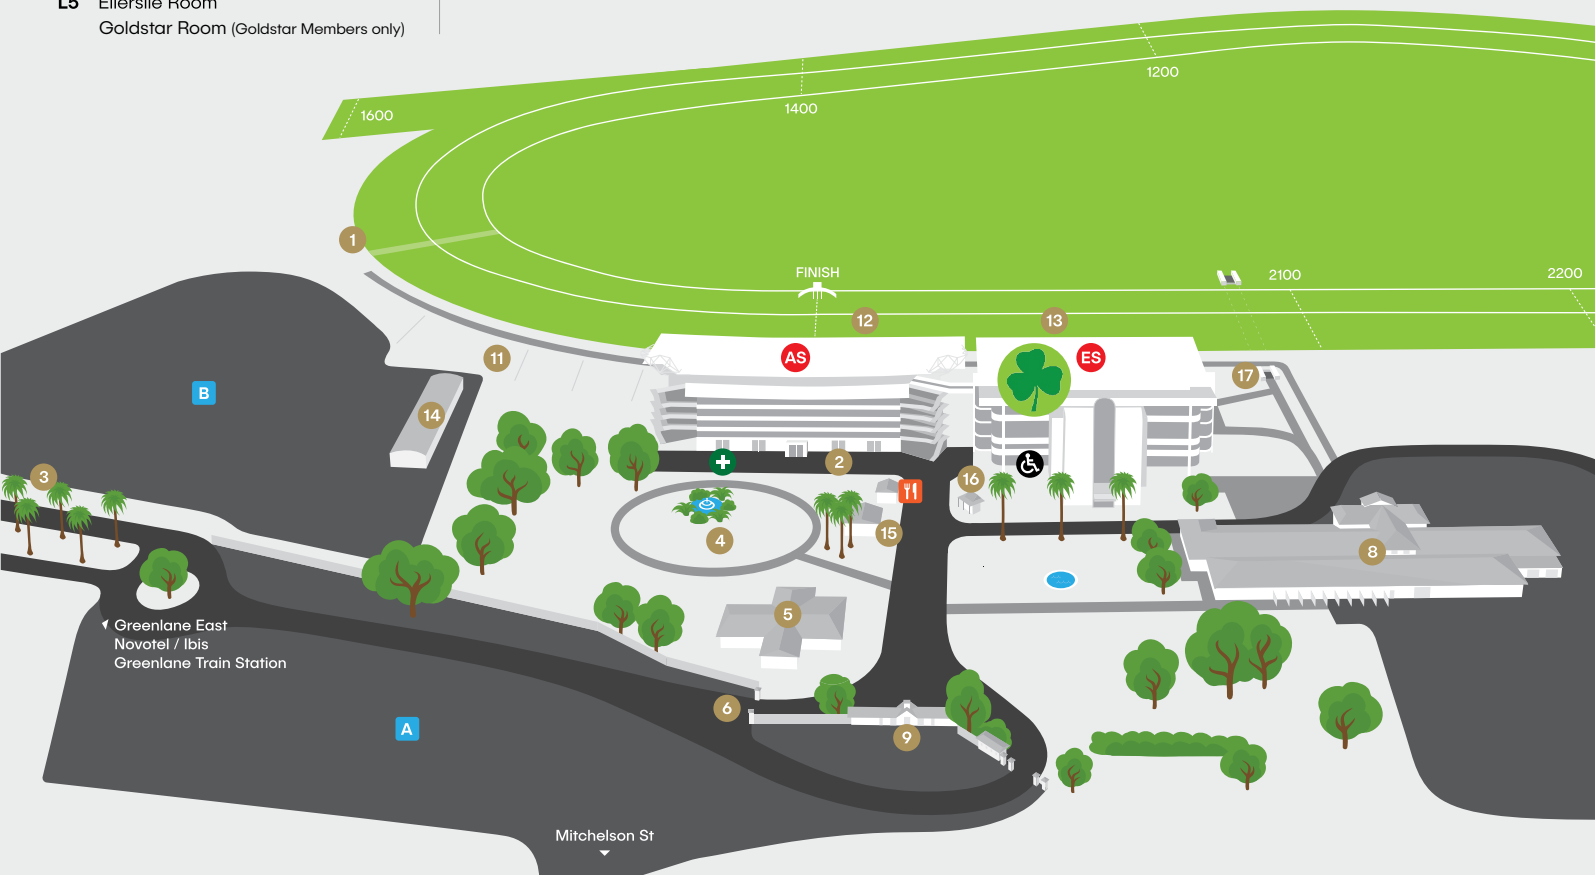 L5 Ellerslie Room
Goldstar Room (Goldstar Members only)
1200
1400
1600
1
FINISH
2100
2200
12
13
AS
ES
11
17
B
14
3
2
16
15
4
8
5
Greenlane East
Novotel / Ibis
Greenlane Train Station
6
A
9
Mitchelson St